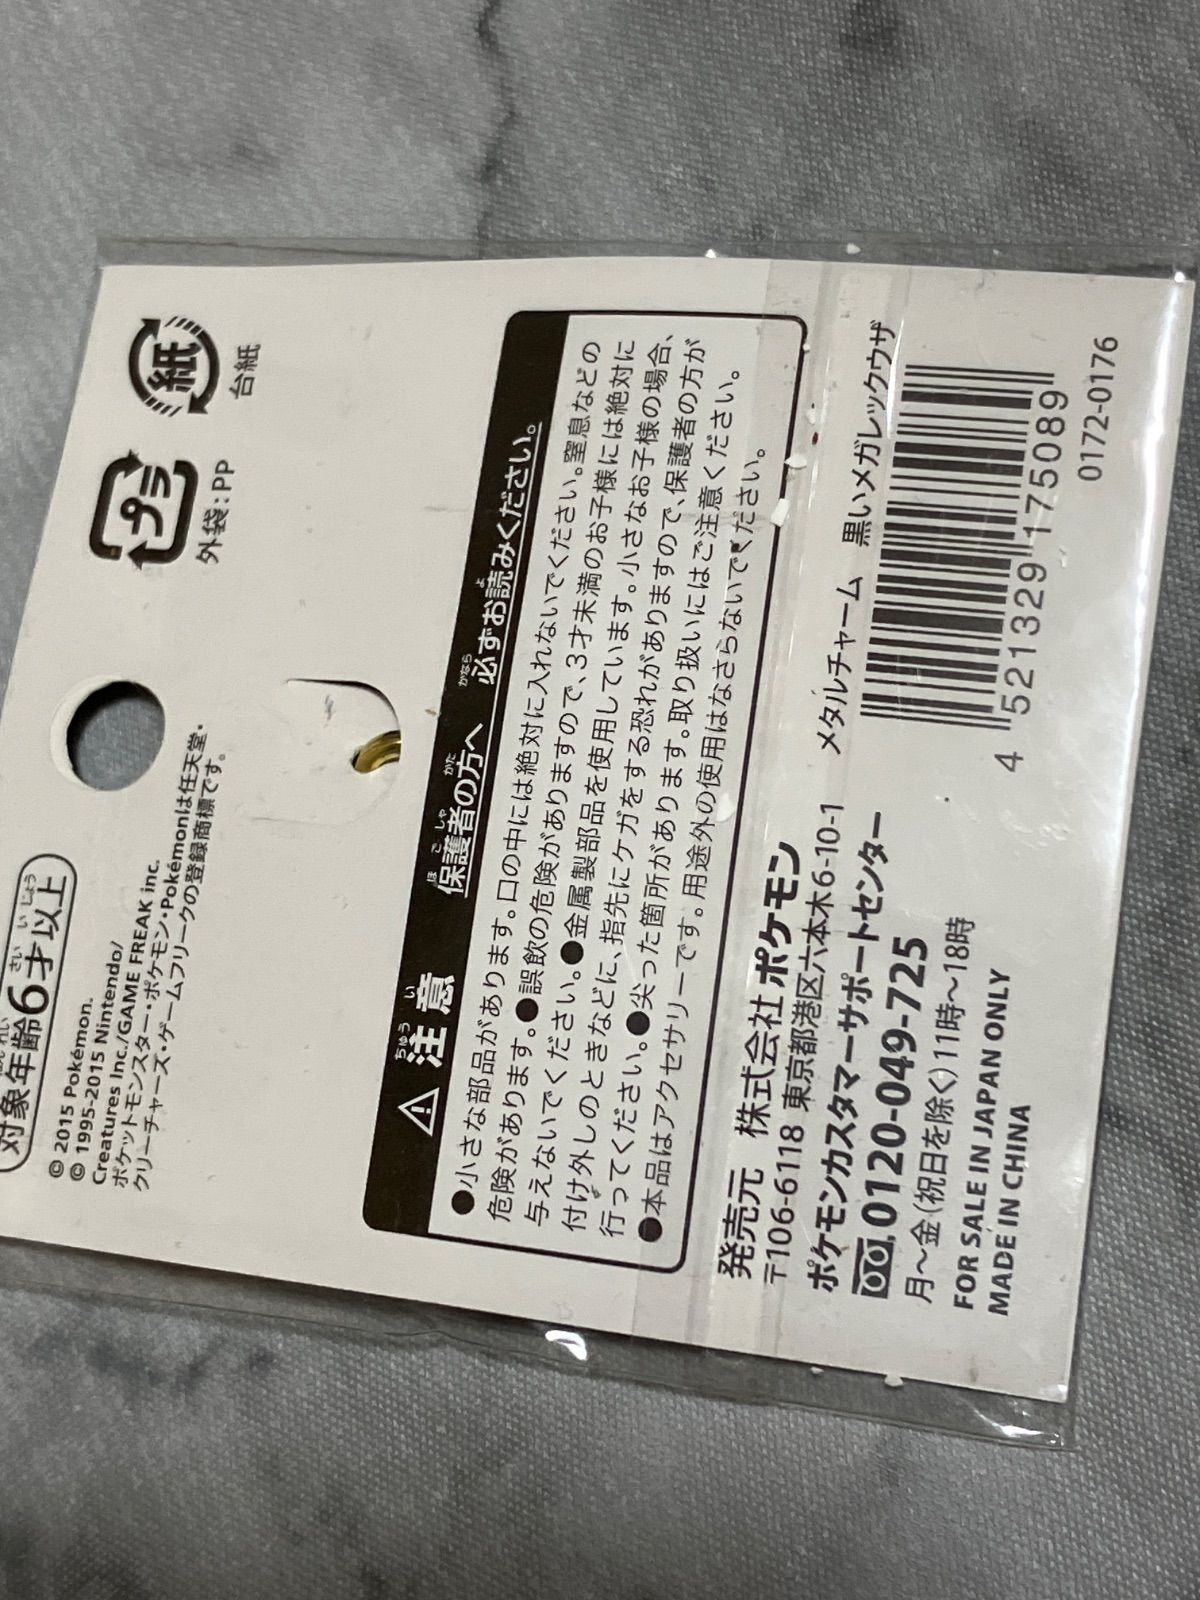 対象年齢6才以上
© 2015 Pokémon.
© 1995-2015 Nintendo/
Creatures Inc./GAME FREAK inc.
ポケットモンスター・ポケモン・Pokémonは任天堂・
クリーチャーズ・ゲームフリークの登録商標です。
プラ
外袋:PP
紙
台紙
注意 保護者の方へ 必ずお読みください。
●小さな部品があります。口の中には絶対に入れないでください。窒息などの
危険があります。●誤飲の危険がありますので、3才未満のお子様には絶対に
与えないでください。●金属製部品を使用しています。小さなお子様の場合、
付け外しのときなどに、指先にケガをする恐れがありますので、保護者の方が
行ってください。●尖った箇所があります。取り扱いにはご注意ください。
●本品はアクセサリーです。用途外の使用はなさらないでください。
発売元 株式会社 ポケモン
〒106-6118 東京都港区六本木6-10-1
ポケモンカスタマーサポートセンター
0120-049-725
月～金(祝日を除く)11時～18時
FOR SALE IN JAPAN ONLY
MADE IN CHINA
メタルチャーム 黒いメガレックウザ
4 521329 175089
0172-0176